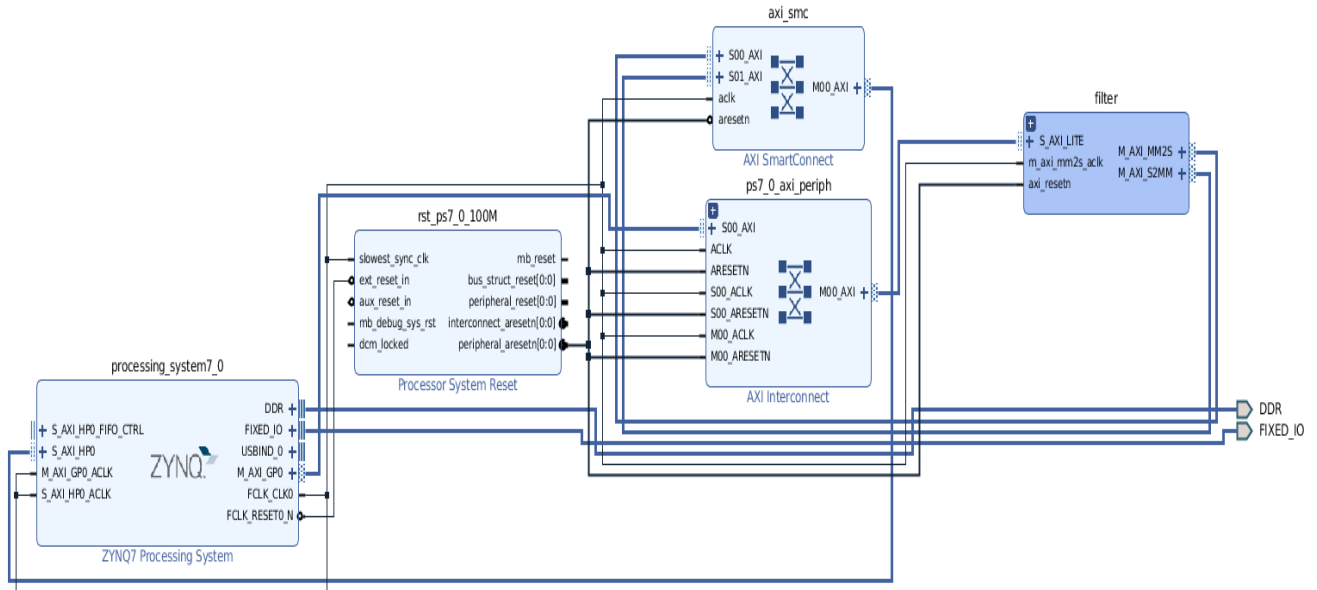 axi_smc
S00_AXI
S01_AXI
aclk
aresetn
M00_AXI
AXI SmartConnect
filter
S_AXI_LITE
m_axi_mm2s_aclk
axi_resetn
M_AXI_MM2S
M_AXI_S2MM
ps7_0_axi_periph
S00_AXI
ACLK
ARESETN
S00_ACLK
S00_ARESETN
M00_ACLK
M00_ARESETN
M00_AXI
AXI Interconnect
rst_ps7_0_100M
slowest_sync_clk
ext_reset_in
aux_reset_in
mb_debug_sys_rst
dcm_locked
mb_reset
bus_struct_reset[0:0]
peripheral_reset[0:0]
interconnect_aresetn[0:0]
peripheral_aresetn[0:0]
Processor System Reset
processing_system7_0
S_AXI_HP0_FIFO_CTRL
S_AXI_HP0
M_AXI_GP0_ACLK
S_AXI_HP0_ACLK
ZYNQ
DDR
FIXED_IO
USBIND_0
M_AXI_GP0
FCLK_CLK0
FCLK_RESET0_N
ZYNQ7 Processing System
DDR
FIXED_IO